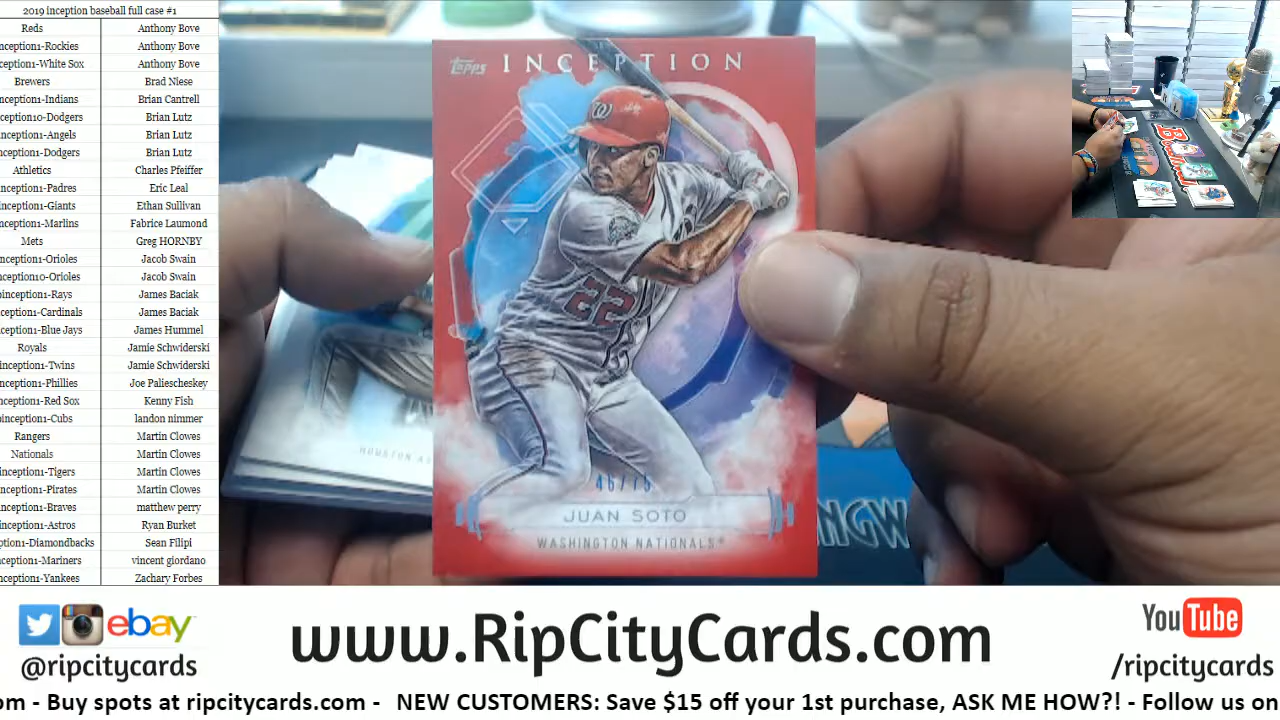 2019 inception baseball full case #1
Reds Anthony Bove
nception1-Rockies Anthony Bove
ception1-White Sox Anthony Bove
Brewers Brad Niese
nception1-Indians Brian Cantrell
nception10-Dodgers Brian Lutz
nception1-Angels Brian Lutz
nception1-Dodgers Brian Lutz
Athletics Charles Pfeiffer
nception1-Padres Eric Leal
nception1-Giants Ethan Sullivan
nception1-Marlins Fabrice Laumond
Mets Greg HORNBY
nception1-Orioles Jacob Swain
nception10-Orioles Jacob Swain
inception1-Rays James Baciak
nception1-Cardinals James Baciak
nception1-Blue Jays James Hummel
Royals Jamie Schwiderski
nception1-Twins Jamie Schwiderski
nception1-Phillies Joe Paliescheskey
nception1-Red Sox Kenny Fish
inception1-Cubs landon nimmer
Rangers Martin Clowes
Nationals Martin Clowes
nception1-Tigers Martin Clowes
nception1-Pirates Martin Clowes
nception1-Braves matthew perry
nception1-Astros Ryan Burket
ption1-Diamondbacks Sean Filipi
nception1-Mariners vincent giordano
nception1-Yankees Zachary Forbes
Topps INCEPTION
W
22
HOUSTON AS
JUAN SOTO
WASHINGTON NATIONALS
NGW
ebay
@ripcitycards
www.RipCityCards.com
YouTube
/ripcitycards
om - Buy spots at ripcitycards.com - NEW CUSTOMERS: Save $15 off your 1st purchase, ASK ME HOW?! - Follow us on